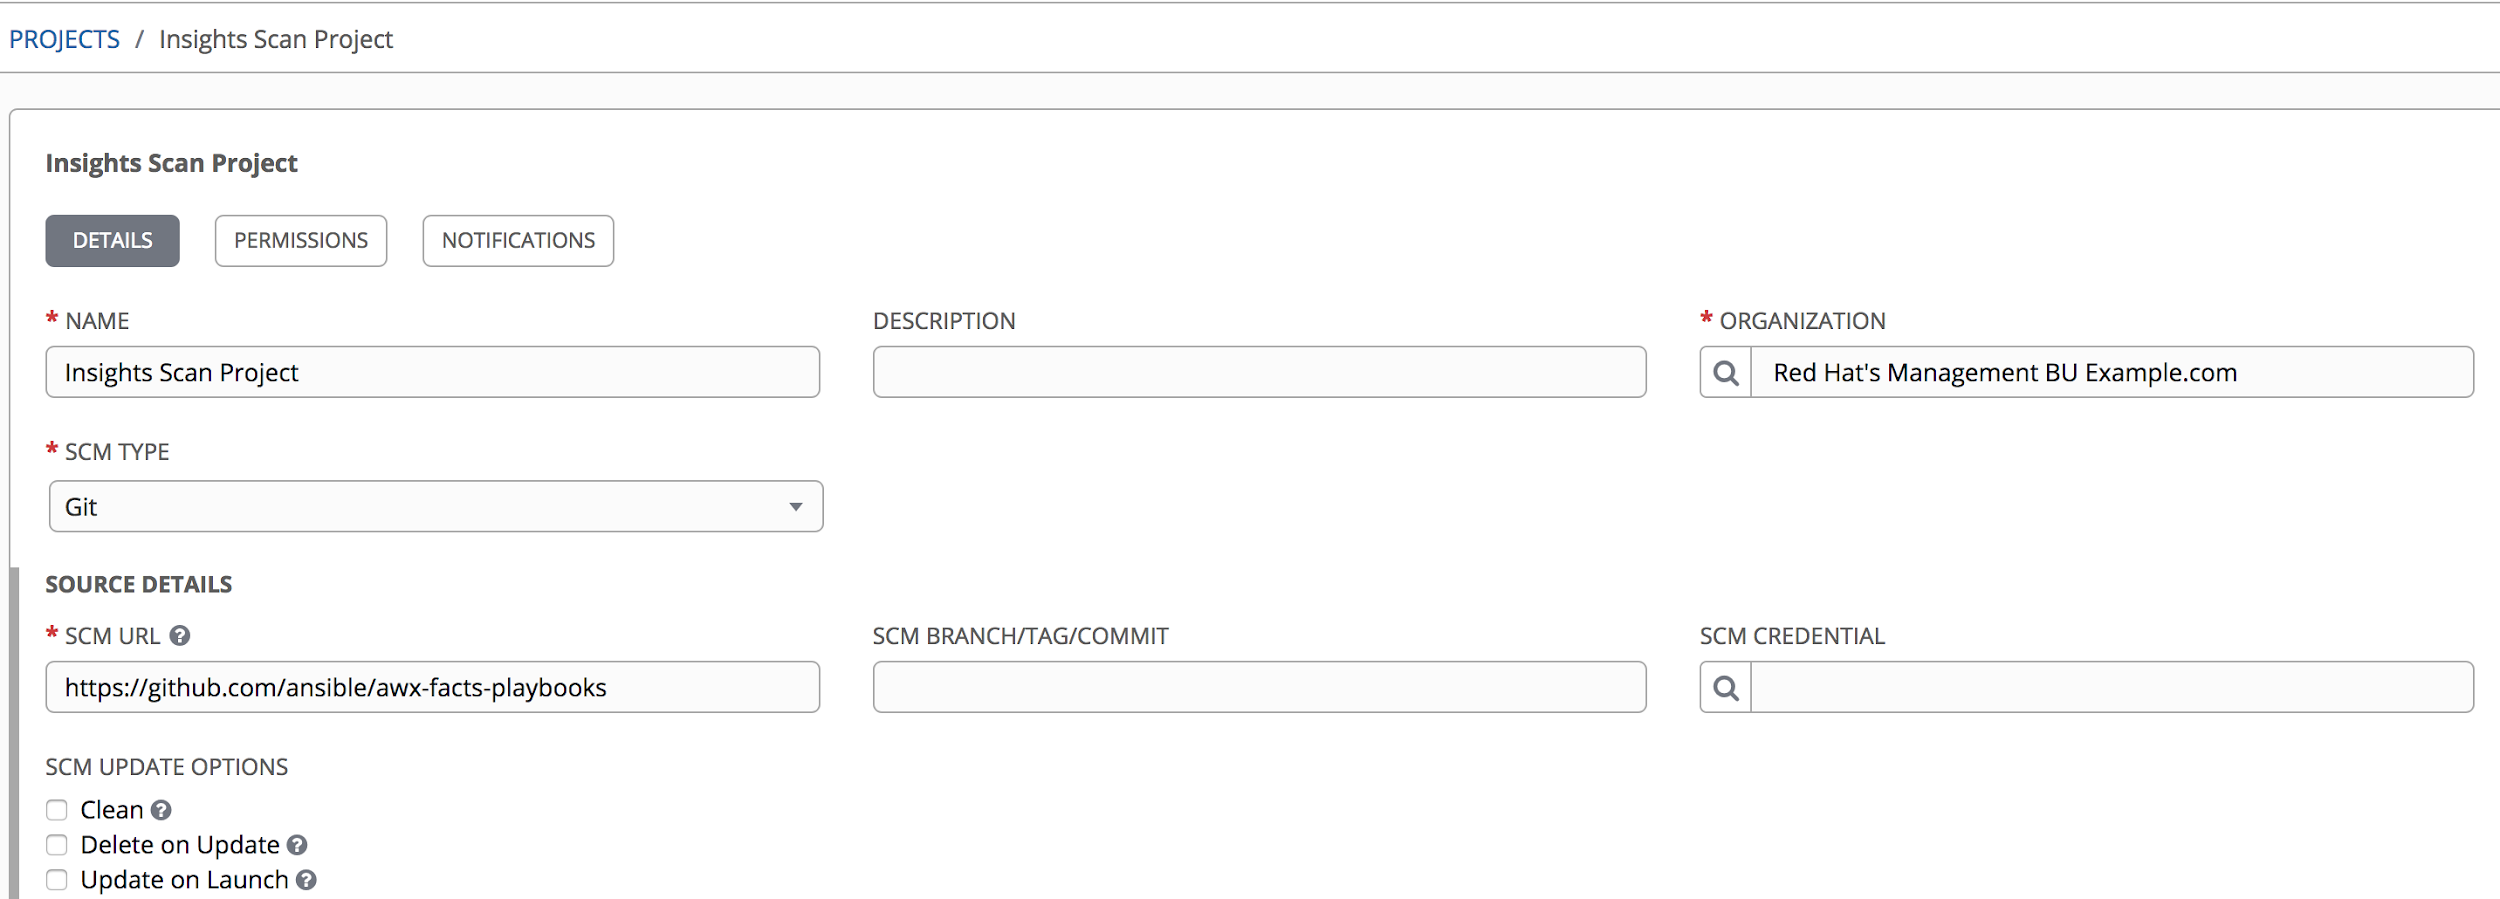 PROJECTS / Insights Scan Project
Insights Scan Project
DETAILS PERMISSIONS NOTIFICATIONS
* NAME DESCRIPTION * ORGANIZATION
Insights Scan Project Red Hat's Management BU Example.com
* SCM TYPE
Git
SOURCE DETAILS
* SCM URL ? SCM BRANCH/TAG/COMMIT SCM CREDENTIAL
https://github.com/ansible/awx-facts-playbooks
SCM UPDATE OPTIONS
Clean ?
Delete on Update ?
Update on Launch ?